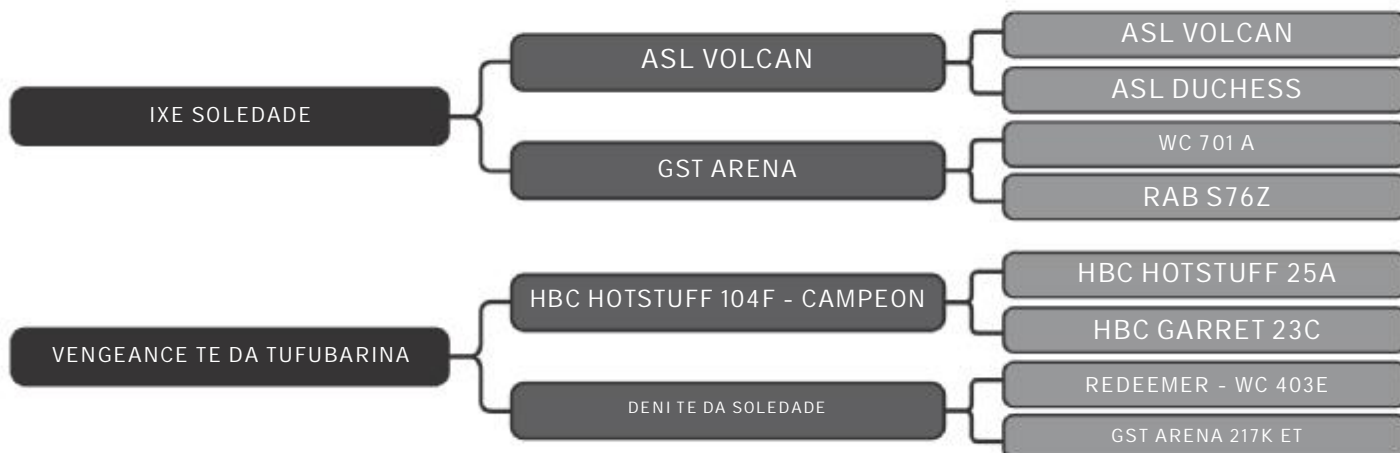 IXE SOLEDADE
ASL VOLCAN
GST ARENA
ASL VOLCAN
ASL DUCHESS
WC 701 A
RAB S76Z
VENGEANCE TE DA TUFUBARINA
HBC HOTSTUFF 104F - CAMPEON
DENI TE DA SOLEDADE
HBC HOTSTUFF 25A
HBC GARRET 23C
REDEEMER - WC 403E
GST ARENA 217K ET